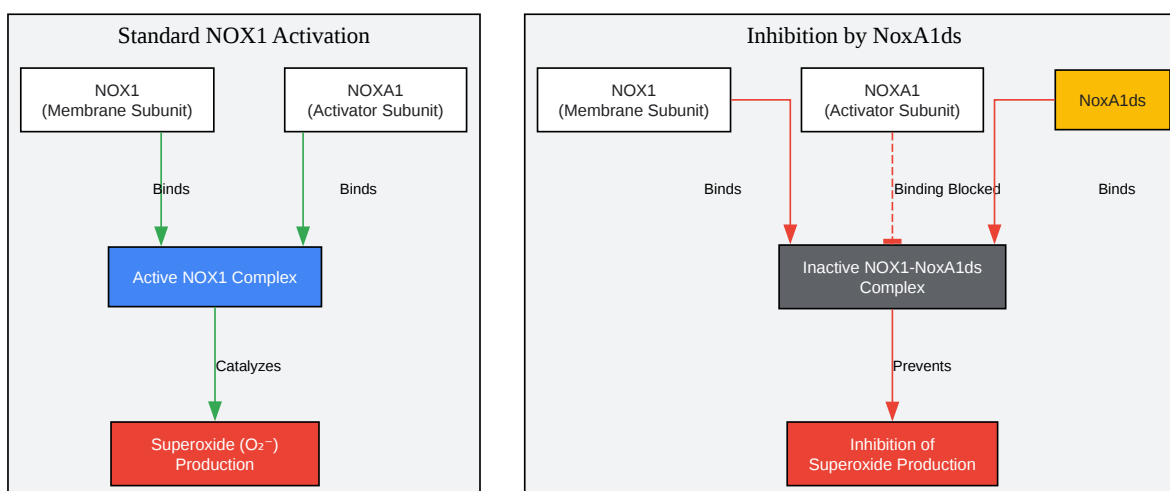 Standard NOX1 Activation
NOX1
(Membrane Subunit)
NOXA1
(Activator Subunit)
Binds
Binds
Active NOX1 Complex
Catalyzes
Superoxide (O₂⁻)
Production
Inhibition by NoxA1ds
NOX1
(Membrane Subunit)
NOXA1
(Activator Subunit)
NoxA1ds
Binds
Binding Blocked
Binds
Inactive NOX1-NoxA1ds
Complex
Prevents
Inhibition of
Superoxide Production